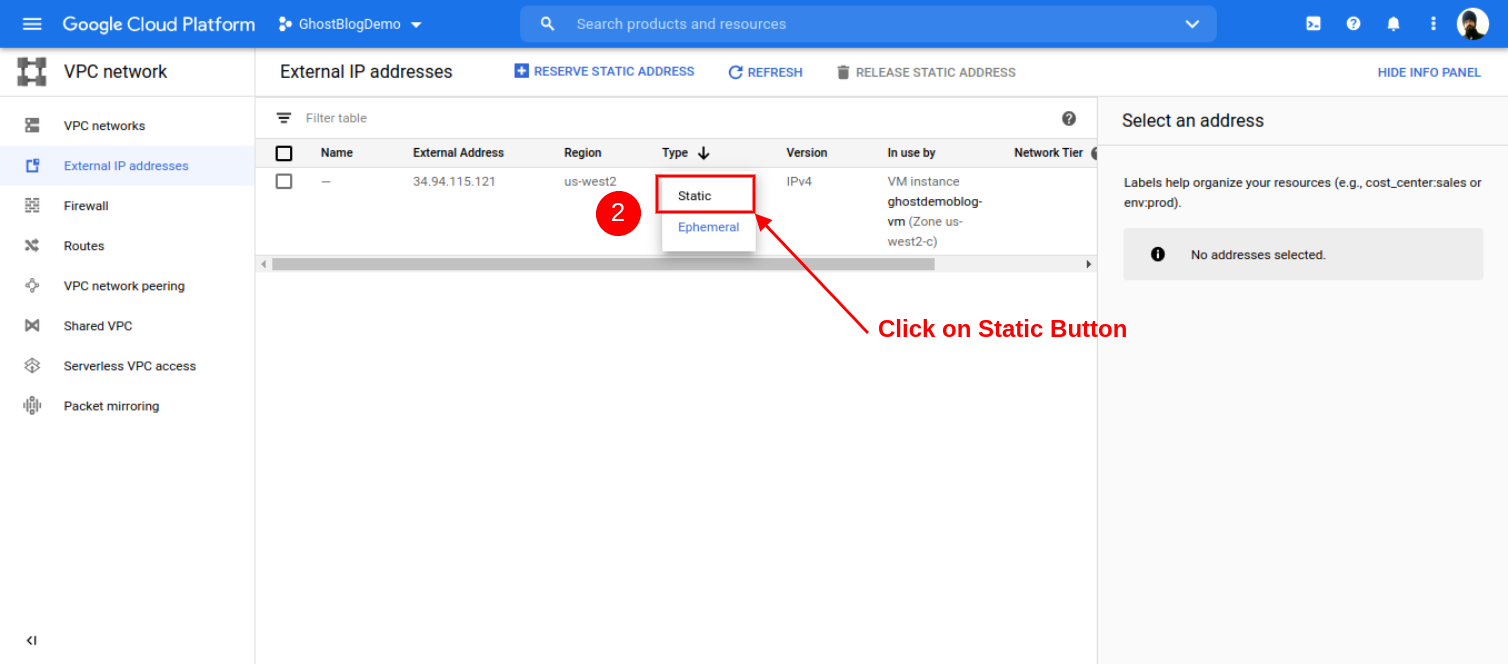 Google Cloud Platform
GhostBlogDemo
Search products and resources
VPC network
External IP addresses
RESERVE STATIC ADDRESS
REFRESH
RELEASE STATIC ADDRESS
HIDE INFO PANEL
VPC networks
External IP addresses
Firewall
Routes
VPC network peering
Shared VPC
Serverless VPC access
Packet mirroring
Filter table
Name External Address Region Type Version In use by Network Tier
— 34.94.115.121 us-west2 IPv4 VM instance
ghostdemoblog-
vm (Zone us-
west2-c)
2
Static
Ephemeral
Click on Static Button
Select an address
Labels help organize your resources (e.g., cost_center:sales or
env:prod).
No addresses selected.